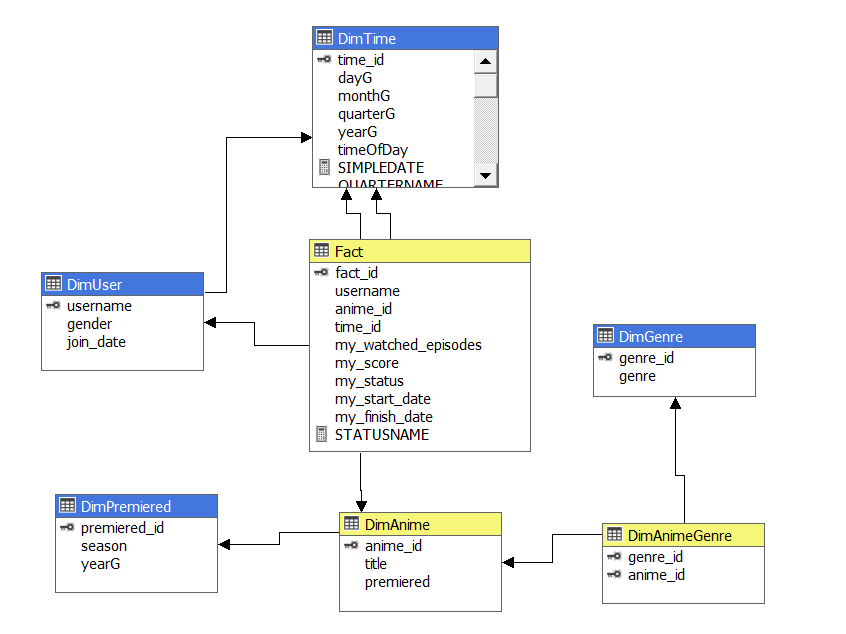 DimTime
time_id
dayG
monthG
quarterG
yearG
timeOfDay
SIMPLEDATE
QUARTERNAME
Fact
fact_id
username
anime_id
time_id
my_watched_episodes
my_score
my_status
my_start_date
my_finish_date
STATUSNAME
DimUser
username
gender
join_date
DimGenre
genre_id
genre
DimPremiered
premiered_id
season
yearG
DimAnime
anime_id
title
premiered
DimAnimeGenre
genre_id
anime_id